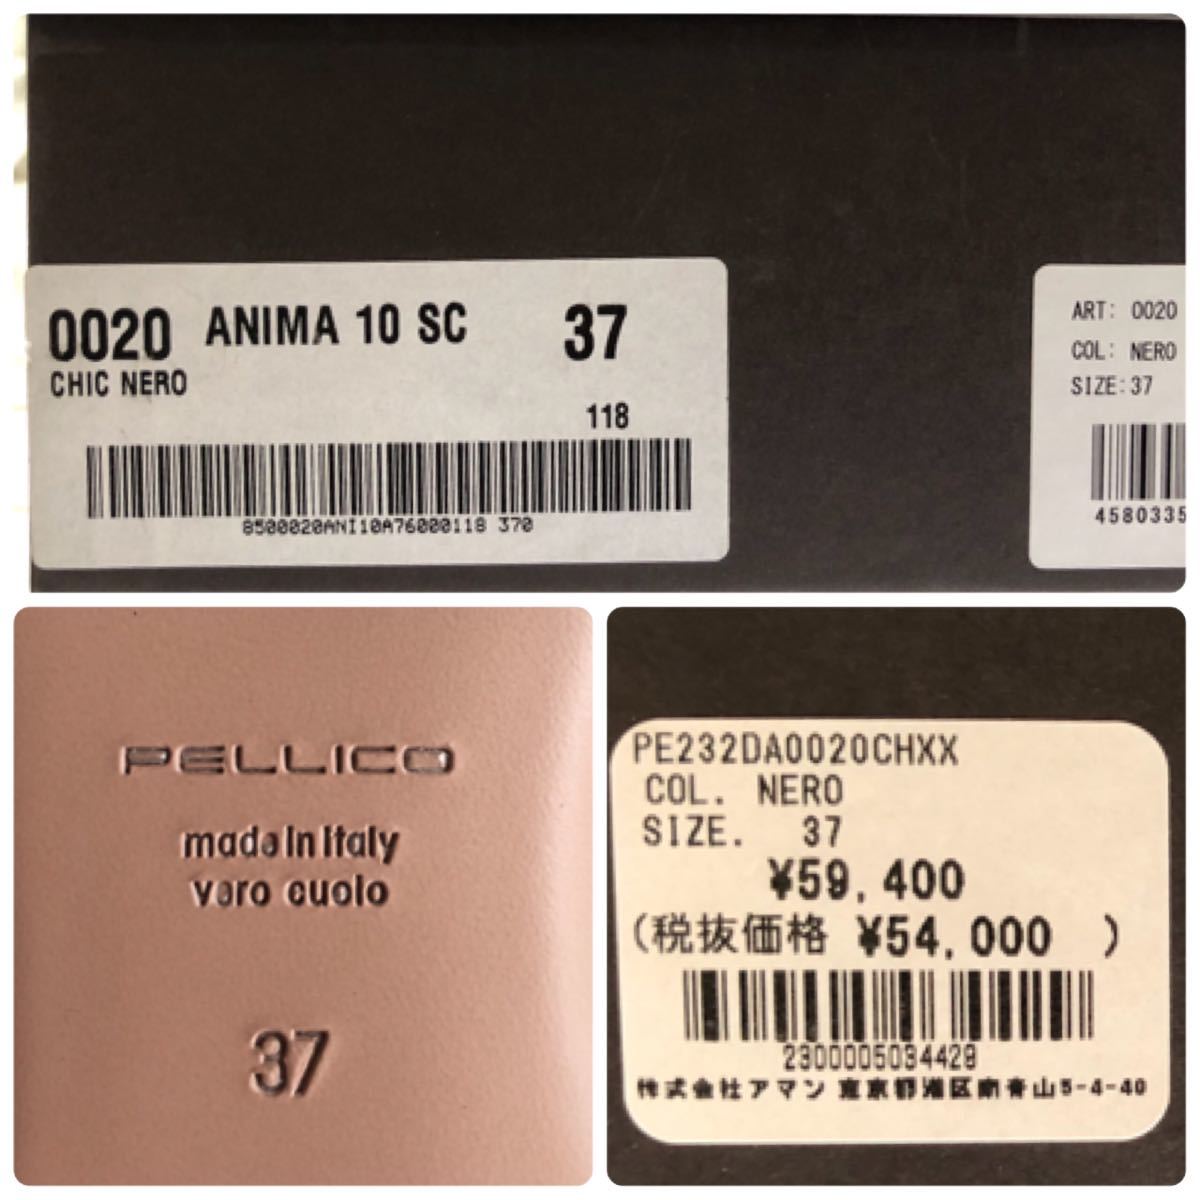 0020 ANIMA 10 SC 37
CHIC NERO
118
8500020ANI10A76000118 370
ART: 0020
COL: NERO
SIZE:37
4580335
PELLICO
made in Italy
vero cuoio
37
PE232DA0020CHXX
COL. NERO
SIZE. 37
¥59,400
(税抜価格 ¥54,000 )
2300005034429
株式会社アマン 東京都港区南青山5-4-40